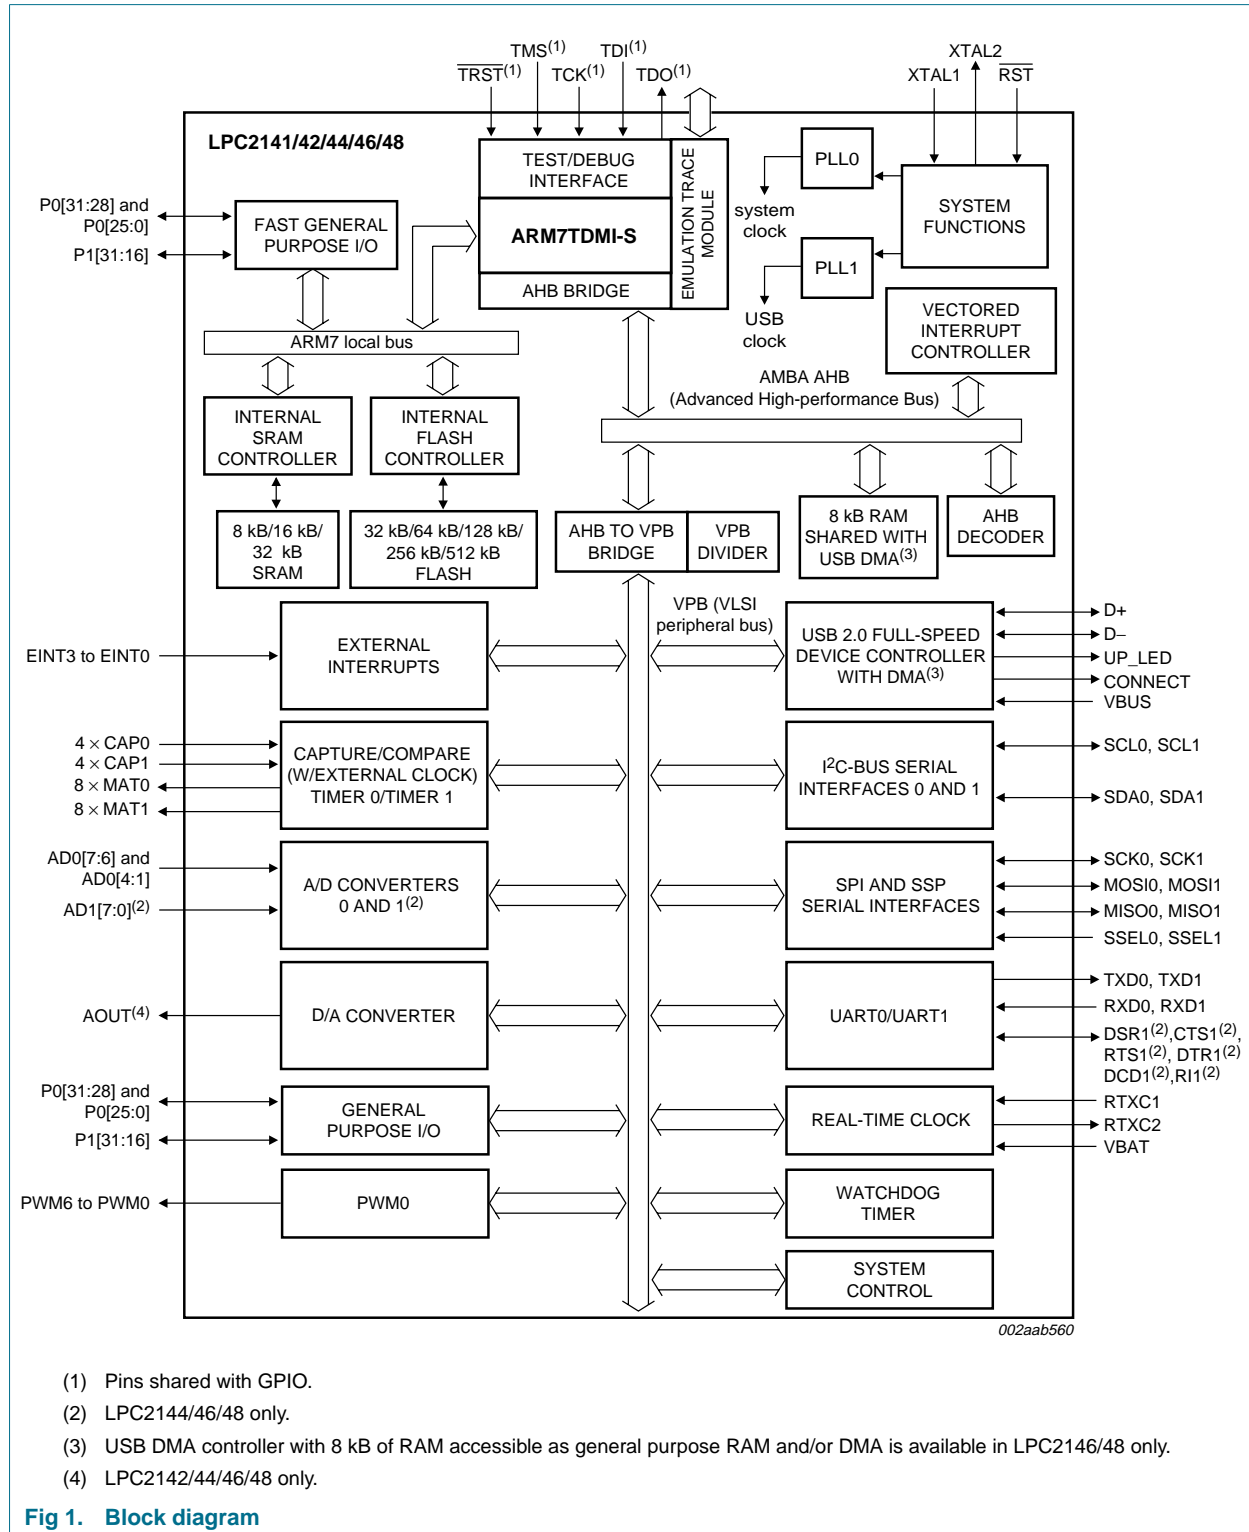 TMS(1) TDI(1) XTAL2
TRST(1) TCK(1) TDO(1) XTAL1 RST
LPC2141/42/44/46/48
TEST/DEBUG
INTERFACE
ARM7TDMI-S
AHB BRIDGE
EMULATION TRACE
MODULE
PLL0
system
clock
PLL1
USB
clock
SYSTEM
FUNCTIONS
P0[31:28] and
P0[25:0]
P1[31:16]
FAST GENERAL
PURPOSE I/O
VECTORED
INTERRUPT
CONTROLLER
ARM7 local bus
AMBA AHB
(Advanced High-performance Bus)
INTERNAL
SRAM
CONTROLLER
INTERNAL
FLASH
CONTROLLER
8 kB/16 kB/
32 kB
SRAM
32 kB/64 kB/128 kB/
256 kB/512 kB
FLASH
AHB TO VPB
BRIDGE
VPB
DIVIDER
8 kB RAM
SHARED WITH
USB DMA(3)
AHB
DECODER
VPB (VLSI
peripheral bus)
EINT3 to EINT0
EXTERNAL
INTERRUPTS
USB 2.0 FULL-SPEED
DEVICE CONTROLLER
WITH DMA(3)
D+
D−
UP_LED
CONNECT
VBUS
4 × CAP0
4 × CAP1
8 × MAT0
8 × MAT1
CAPTURE/COMPARE
(W/EXTERNAL CLOCK)
TIMER 0/TIMER 1
I2C-BUS SERIAL
INTERFACES 0 AND 1
SCL0, SCL1
SDA0, SDA1
AD0[7:6] and
AD0[4:1]
AD1[7:0](2)
A/D CONVERTERS
0 AND 1(2)
SPI AND SSP
SERIAL INTERFACES
SCK0, SCK1
MOSI0, MOSI1
MISO0, MISO1
SSEL0, SSEL1
AOUT(4)
D/A CONVERTER
UART0/UART1
TXD0, TXD1
RXD0, RXD1
DSR1(2),CTS1(2),
RTS1(2), DTR1(2)
DCD1(2),RI1(2)
P0[31:28] and
P0[25:0]
P1[31:16]
GENERAL
PURPOSE I/O
REAL-TIME CLOCK
RTXC1
RTXC2
VBAT
PWM6 to PWM0
PWM0
WATCHDOG
TIMER
SYSTEM
CONTROL
002aab560
(1) Pins shared with GPIO.
(2) LPC2144/46/48 only.
(3) USB DMA controller with 8 kB of RAM accessible as general purpose RAM and/or DMA is available in LPC2146/48 only.
(4) LPC2142/44/46/48 only.
Fig 1. Block diagram